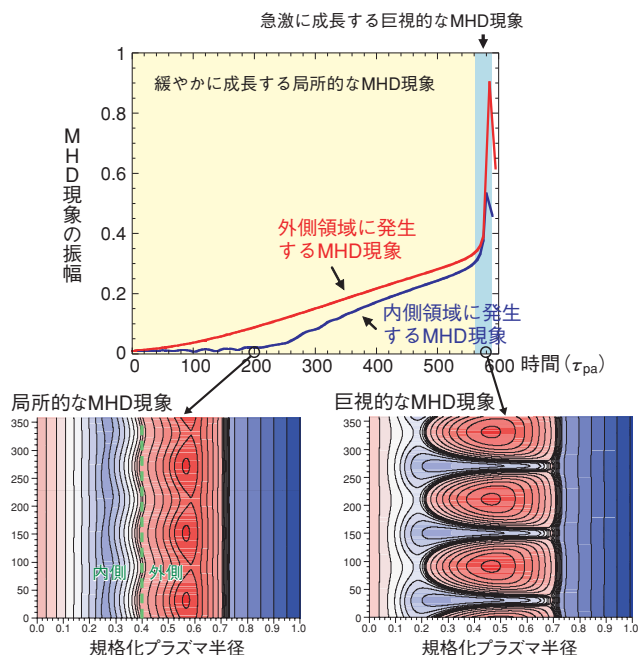 急激に成長する巨視的なMHD現象
緩やかに成長する局所的なMHD現象
MHD現象の振幅
1
0.8
0.6
0.4
0.2
0
外側領域に発生
するMHD現象
内側領域に発生
するMHD現象
0 100 200 300 400 500 600
時間(τpa)
局所的なMHD現象
350
300
250
200
150
100
50
0
内側 外側
0.0 0.1 0.2 0.3 0.4 0.5 0.6 0.7 0.8 0.9 1.0
規格化プラズマ半径
巨視的なMHD現象
350
300
250
200
150
100
50
0
0.0 0.1 0.2 0.3 0.4 0.5 0.6 0.7 0.8 0.9 1.0
規格化プラズマ半径